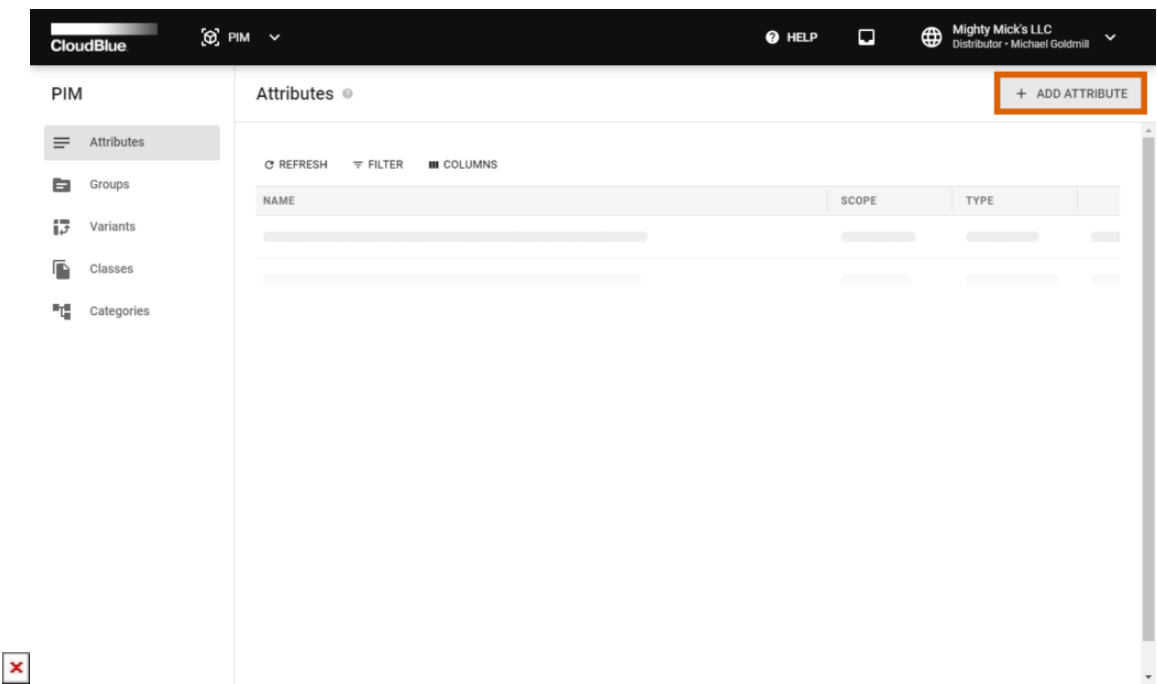 CloudBlue
PIM
HELP
Mighty Mick's LLC
Distributor • Michael Goldmill
PIM
Attributes
Groups
Variants
Classes
Categories
Attributes
+ ADD ATTRIBUTE
REFRESH FILTER COLUMNS
NAME SCOPE TYPE